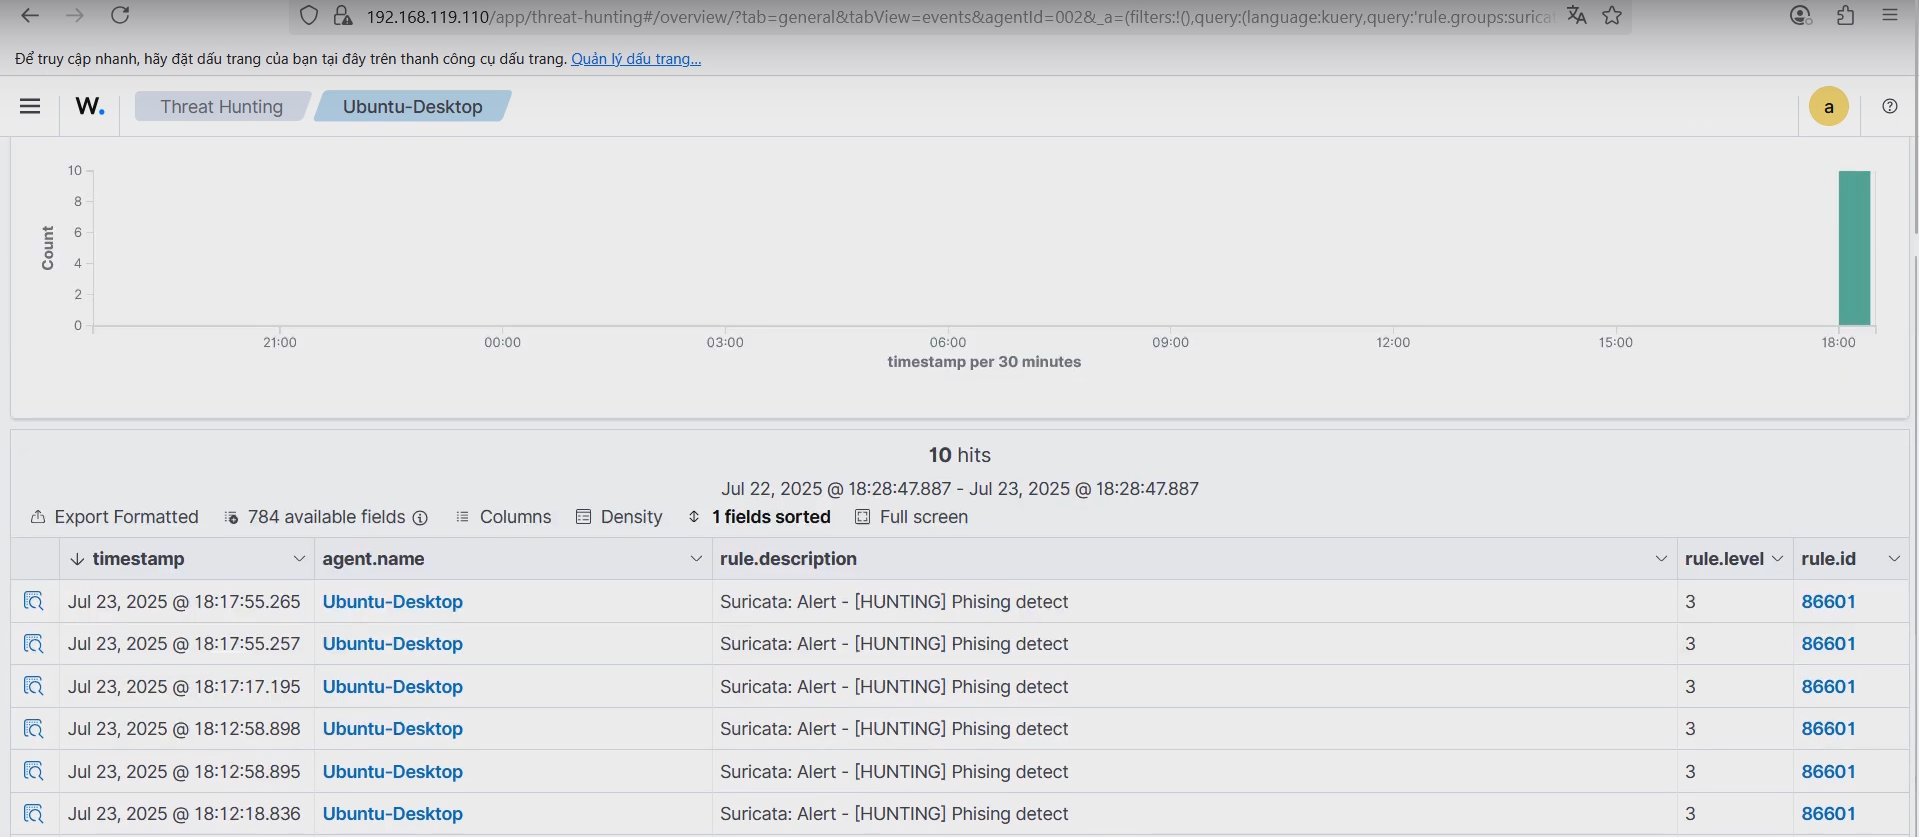 192.168.119.110/app/threat-hunting#/overview/?tab=general&tabView=events&agentId=002&_a=(filters:!(),query:(language:kuery,query:'rule.groups:surica
Để truy cập nhanh, hãy đặt dấu trang của bạn tại đây trên thanh công cụ dấu trang. Quản lý dấu trang...
W. Threat Hunting Ubuntu-Desktop a
10
8
6
4
2
0
Count
21:00 00:00 03:00 06:00 09:00 12:00 15:00 18:00
timestamp per 30 minutes
10 hits
Jul 22, 2025 @ 18:28:47.887 - Jul 23, 2025 @ 18:28:47.887
Export Formatted 784 available fields Columns Density 1 fields sorted Full screen
timestamp agent.name rule.description rule.level rule.id
Jul 23, 2025 @ 18:17:55.265 Ubuntu-Desktop Suricata: Alert - [HUNTING] Phising detect 3 86601
Jul 23, 2025 @ 18:17:55.257 Ubuntu-Desktop Suricata: Alert - [HUNTING] Phising detect 3 86601
Jul 23, 2025 @ 18:17:17.195 Ubuntu-Desktop Suricata: Alert - [HUNTING] Phising detect 3 86601
Jul 23, 2025 @ 18:12:58.898 Ubuntu-Desktop Suricata: Alert - [HUNTING] Phising detect 3 86601
Jul 23, 2025 @ 18:12:58.895 Ubuntu-Desktop Suricata: Alert - [HUNTING] Phising detect 3 86601
Jul 23, 2025 @ 18:12:18.836 Ubuntu-Desktop Suricata: Alert - [HUNTING] Phising detect 3 86601